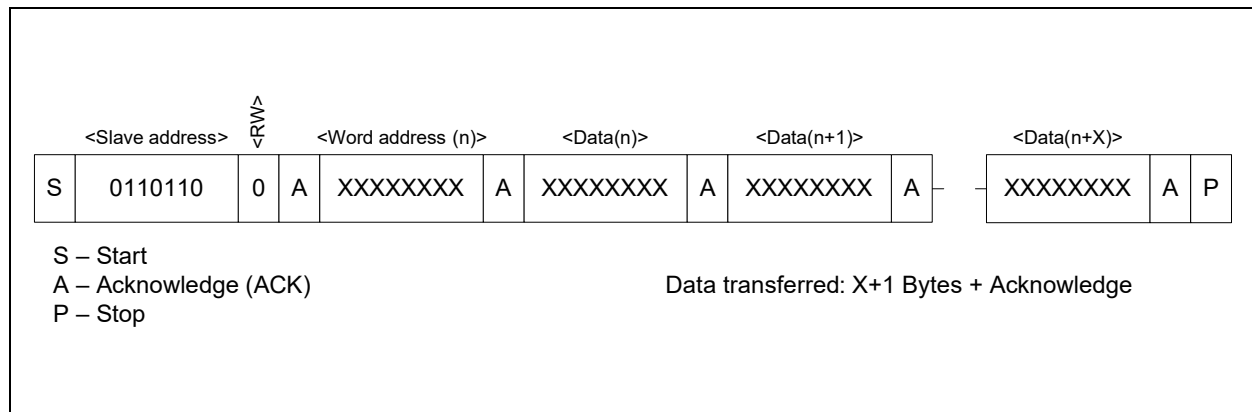 <RW>
<Slave address> <Word address (n)> <Data(n)> <Data(n+1)> <Data(n+X)>
S 0110110 0 A XXXXXXXX A XXXXXXXX A XXXXXXXX A XXXXXXXX A P
S – Start
A – Acknowledge (ACK) Data transferred: X+1 Bytes + Acknowledge
P – Stop